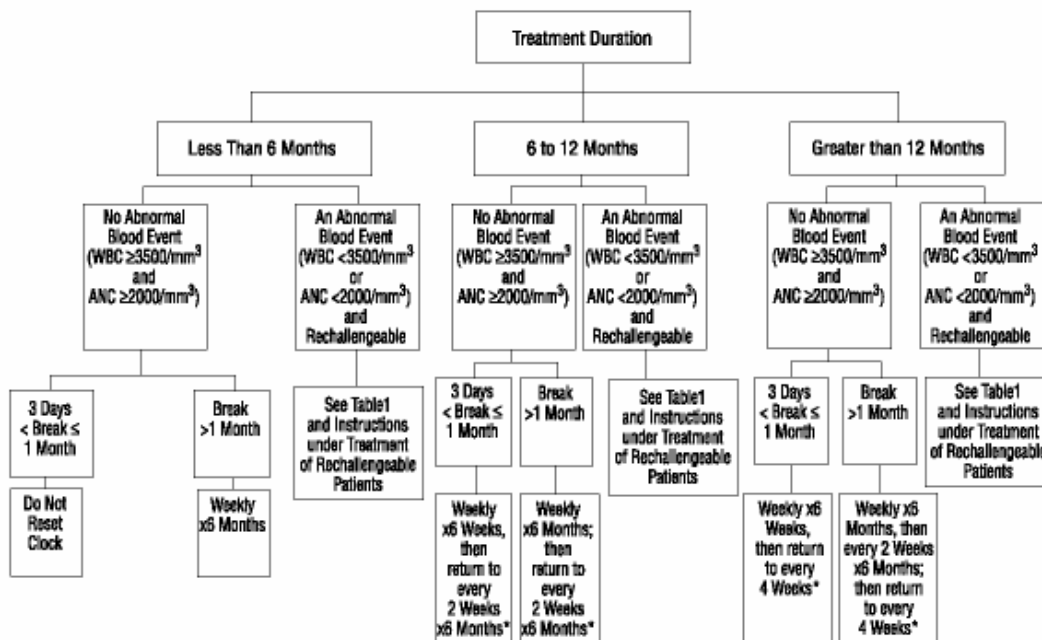 Treatment Duration
Less Than 6 Months
6 to 12 Months
Greater than 12 Months
No Abnormal
Blood Event
(WBC ≥3500/mm³
and
ANC ≥2000/mm³)
An Abnormal
Blood Event
(WBC <3500/mm³
or
ANC <2000/mm³)
and
Rechallengeable
No Abnormal
Blood Event
(WBC ≥3500/mm³
and
ANC ≥2000/mm³)
An Abnormal
Blood Event
(WBC <3500/mm³
or
ANC <2000/mm³)
and
Rechallengeable
No Abnormal
Blood Event
(WBC ≥3500/mm³
and
ANC ≥2000/mm³)
An Abnormal
Blood Event
(WBC <3500/mm³
or
ANC <2000/mm³)
and
Rechallengeable
3 Days
< Break ≤
1 Month
Break
>1 Month
See Table1
and Instructions
under Treatment
of Rechallengeable
Patients
3 Days
< Break ≤
1 Month
Break
>1 Month
See Table1
and Instructions
under Treatment
of Rechallengeable
Patients
3 Days
< Break ≤
1 Month
Break
>1 Month
See Table1
and Instructions
under Treatment
of Rechallengeable
Patients
Do Not
Reset
Clock
Weekly
x6 Months
Weekly
x6 Weeks,
then
return to
every
2 Weeks
x6 Months*
Weekly
x6 Months;
then
return to
every
2 Weeks
x6 Months*
Weekly x6
Weeks,
then return
to every
4 Weeks*
Weekly x6
Months, then
every 2 Weeks
x6 Months;
then return
to every
4 Weeks*